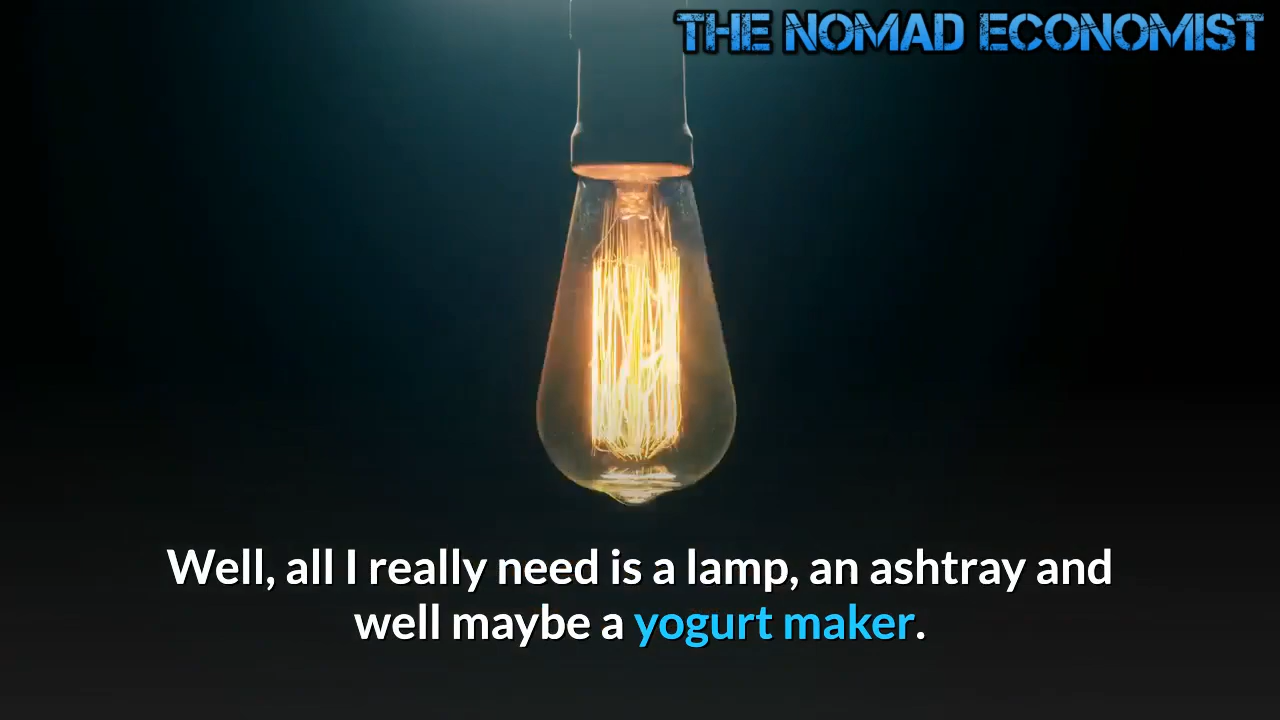 THE NOMAD ECONOMIST
Well, all I really need is a lamp, an ashtray and
well maybe a yogurt maker.